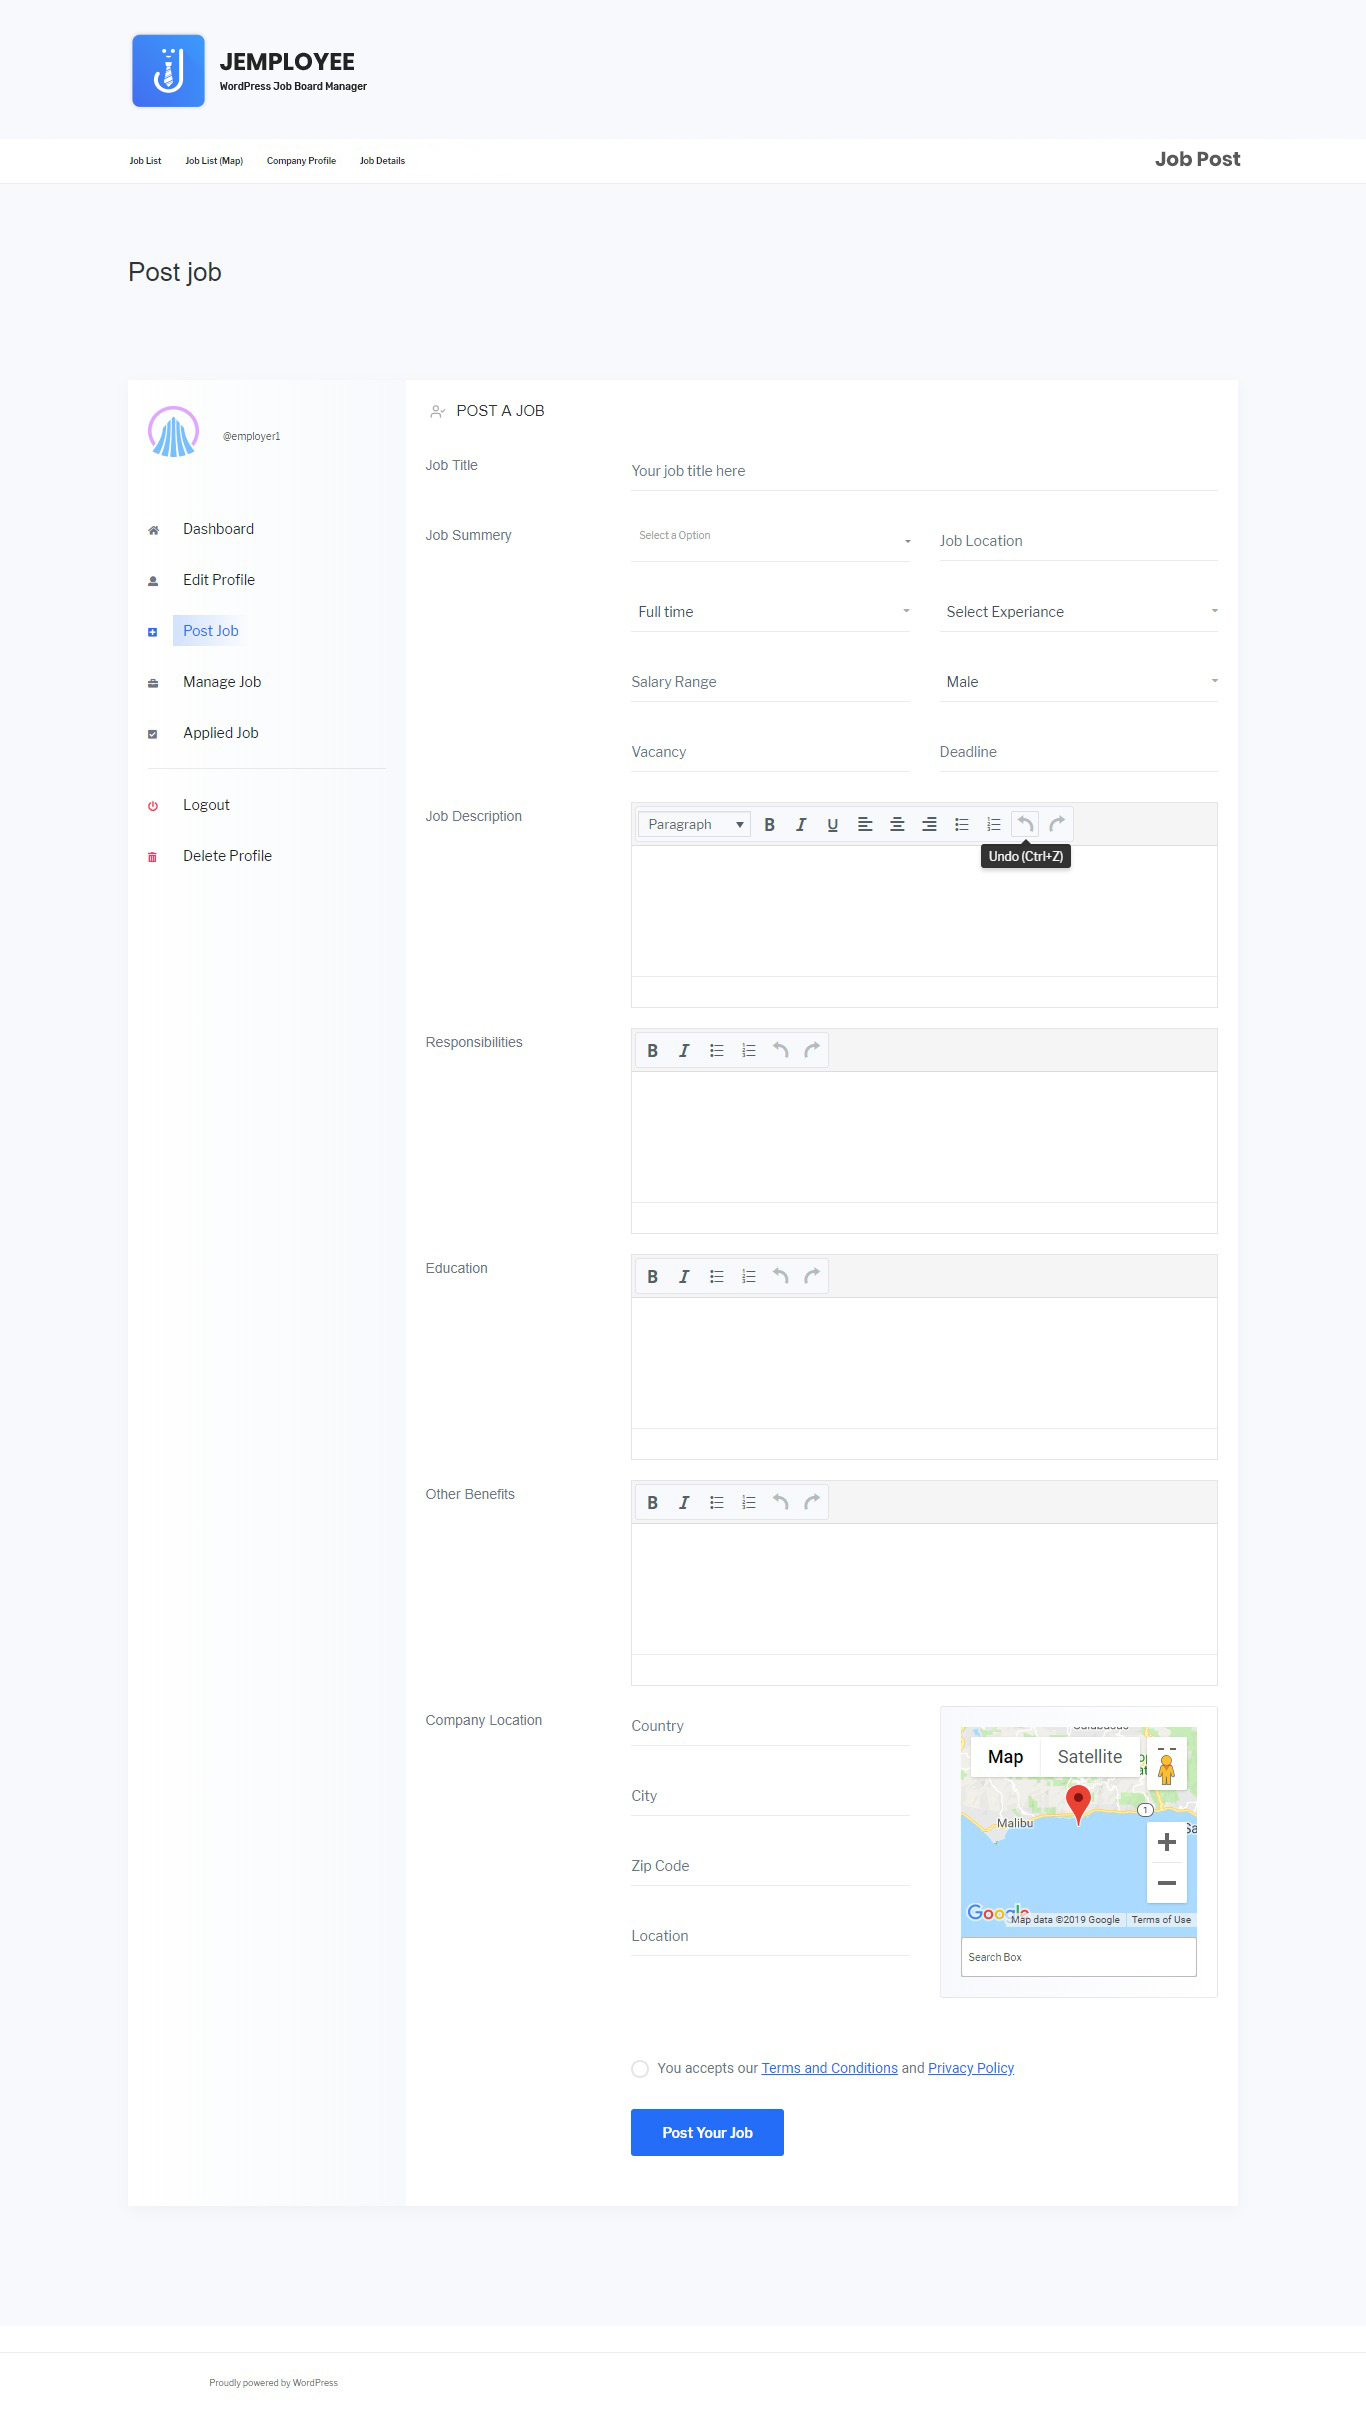 JEMPLOYEE
WordPress Job Board Manager
Job List Job List (Map) Company Profile Job Details
Job Post
Post job
@employer1
Dashboard
Edit Profile
Post Job
Manage Job
Applied Job
Logout
Delete Profile
POST A JOB
Job Title
Your job title here
Job Summery
Select a Option
Job Location
Full time
Select Experiance
Salary Range
Male
Vacancy
Deadline
Job Description
Paragraph B I U
Undo (Ctrl+Z)
Responsibilities
B I
Education
B I
Other Benefits
B I
Company Location
Country
City
Zip Code
Location
Map Satellite
1
Malibu
Google
Map data ©2019 Google Terms of Use
Search Box
You accepts our Terms and Conditions and Privacy Policy
Post Your Job
Proudly powered by WordPress